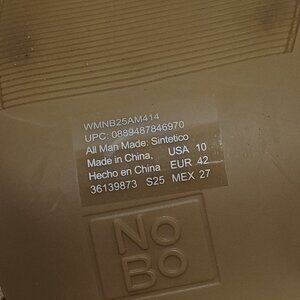 WMNB25AM414
UPC: 0889487846970
All Man Made: Sintetico
Made in China, USA 10
Hecho en China EUR 42
36139873 S25 MEX 27
NO
BO